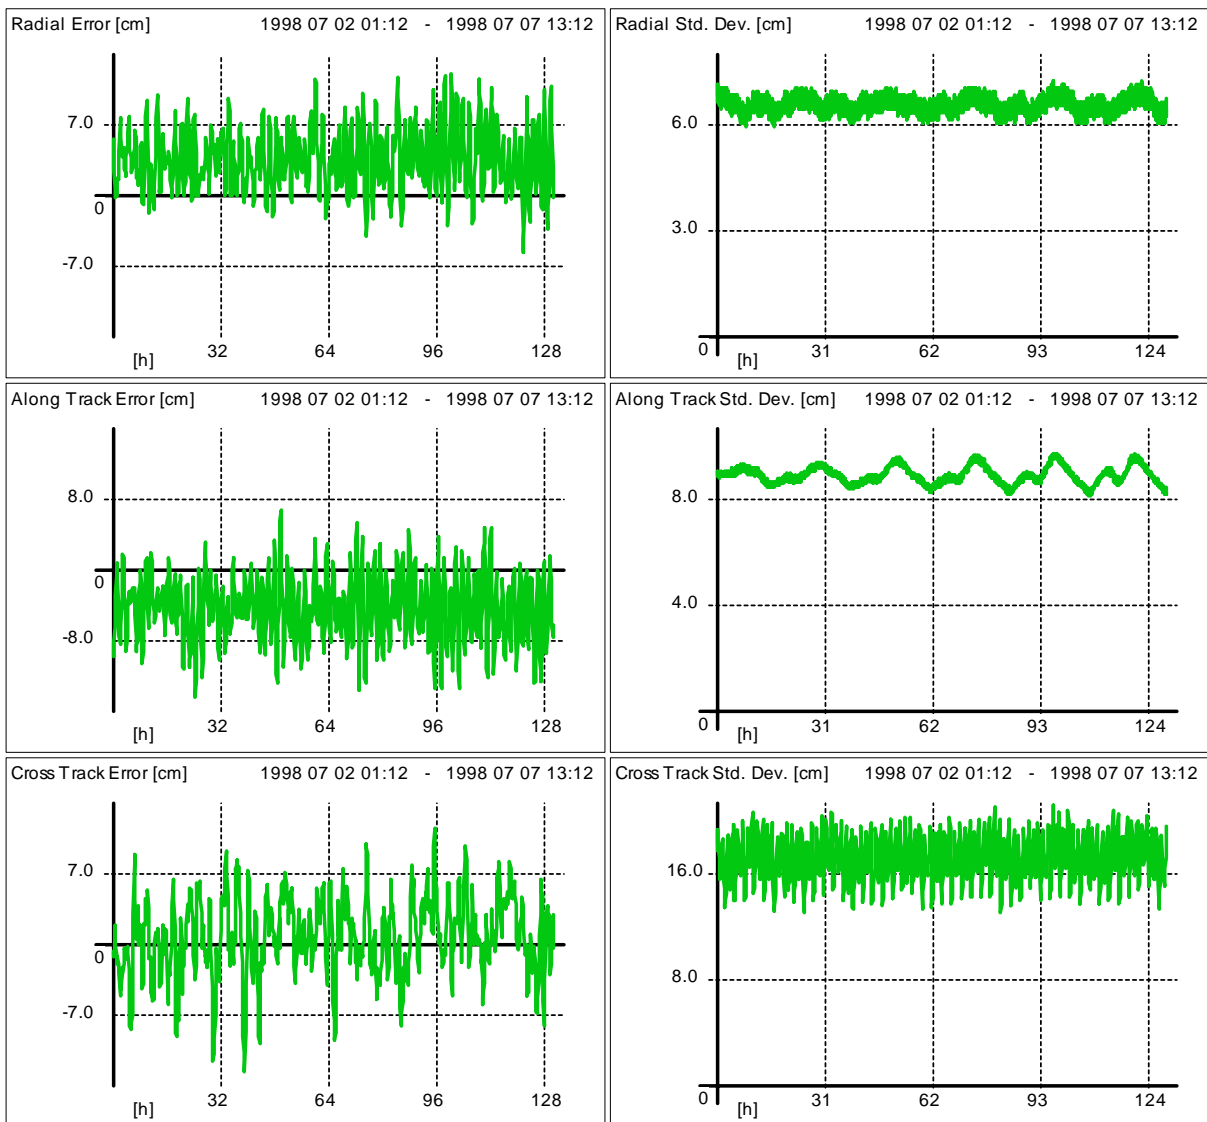 Radial Error [cm] 1998 07 02 01:12 - 1998 07 07 13:12
7.0
0
-7.0
32 64 96 128
[h]
Radial Std. Dev. [cm] 1998 07 02 01:12 - 1998 07 07 13:12
6.0
3.0
0 31 62 93 124
[h]
Along Track Error [cm] 1998 07 02 01:12 - 1998 07 07 13:12
8.0
0
-8.0
32 64 96 128
[h]
Along Track Std. Dev. [cm] 1998 07 02 01:12 - 1998 07 07 13:12
8.0
4.0
0 31 62 93 124
[h]
Cross Track Error [cm] 1998 07 02 01:12 - 1998 07 07 13:12
7.0
0
-7.0
32 64 96 128
[h]
Cross Track Std. Dev. [cm] 1998 07 02 01:12 - 1998 07 07 13:12
16.0
8.0
0 31 62 93 124
[h]